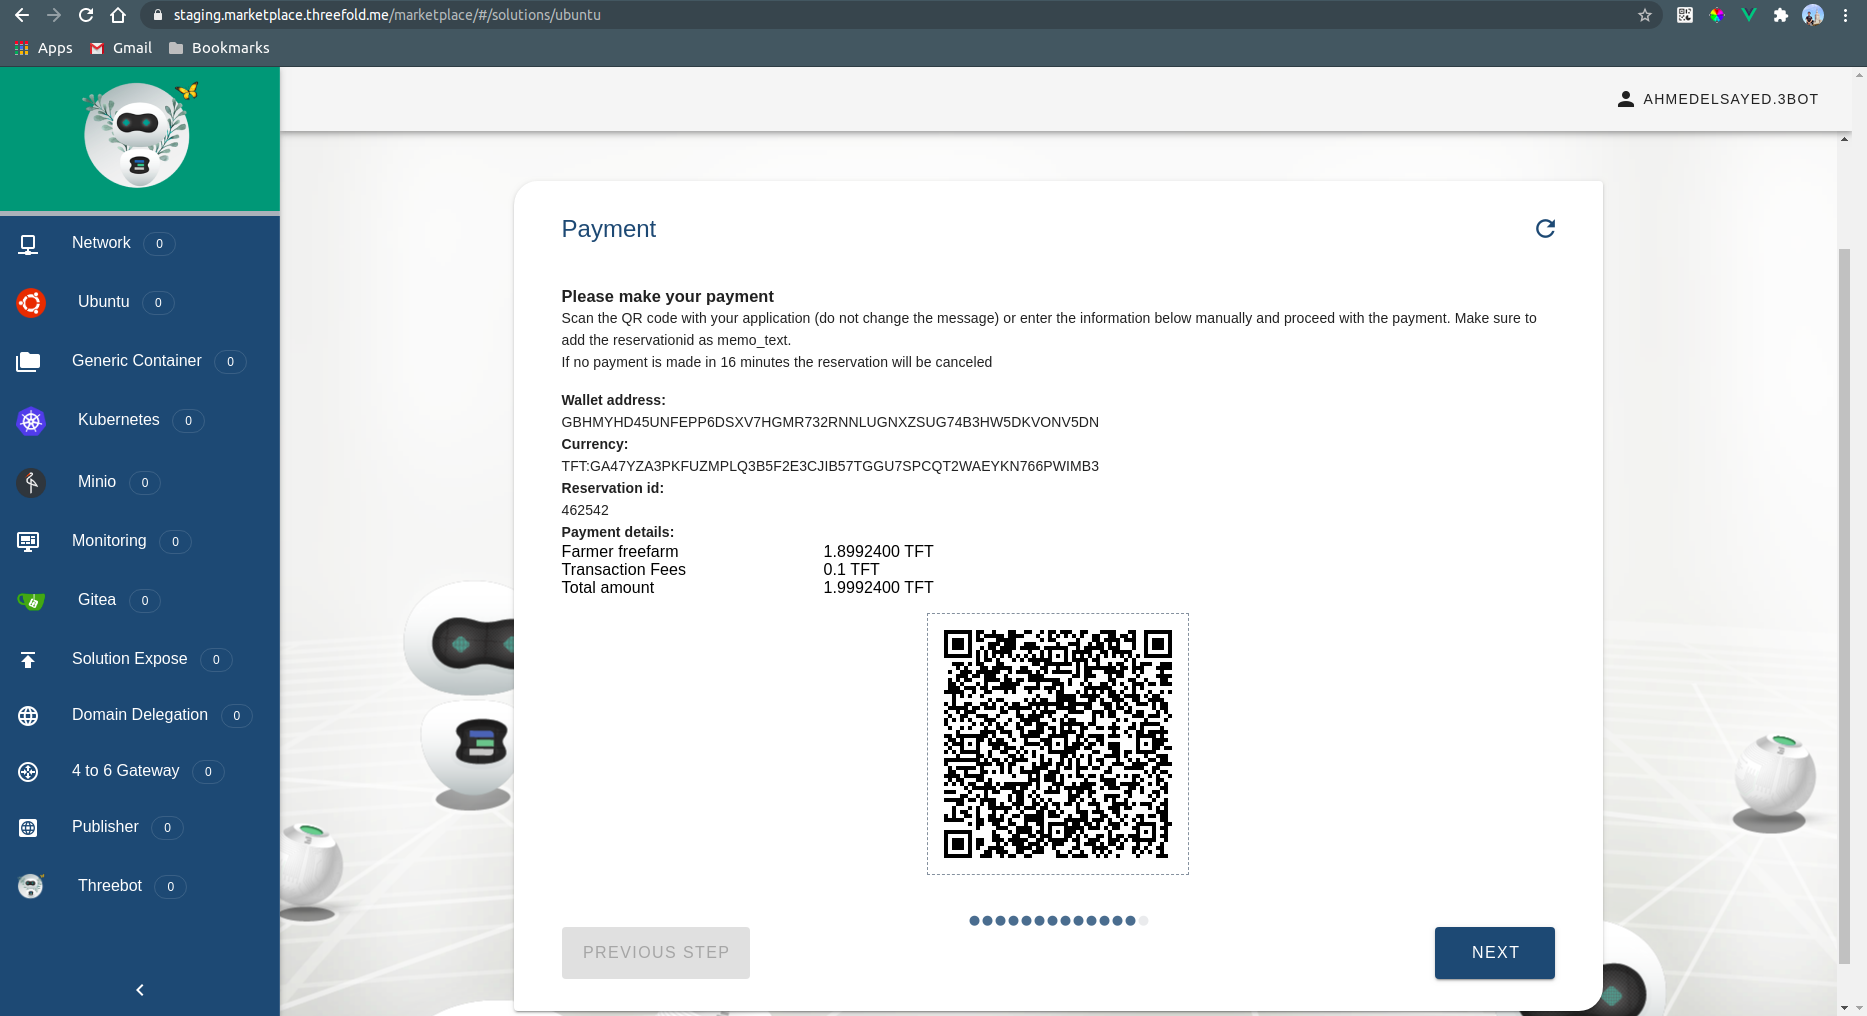 staging.marketplace.threefold.me/marketplace/#/solutions/ubuntu
Apps Gmail Bookmarks
AHMEDELSAYED.3BOT
Network 0
Ubuntu 0
Generic Container 0
Kubernetes 0
Minio 0
Monitoring 0
Gitea 0
Solution Expose 0
Domain Delegation 0
4 to 6 Gateway 0
Publisher 0
Threebot 0
Payment
Please make your payment
Scan the QR code with your application (do not change the message) or enter the information below manually and proceed with the payment. Make sure to
add the reservationid as memo_text.
If no payment is made in 16 minutes the reservation will be canceled
Wallet address:
GBHMYHD45UNFEPP6DSXV7HGMR732RNNLUGNXZSUG74B3HW5DKVONV5DN
Currency:
TFT:GA47YZA3PKFUZMPLQ3B5F2E3CJIB57TGGU7SPCQT2WAEYKN766PWIMB3
Reservation id:
462542
Payment details:
Farmer freefarm 1.8992400 TFT
Transaction Fees 0.1 TFT
Total amount 1.9992400 TFT
PREVIOUS STEP
NEXT